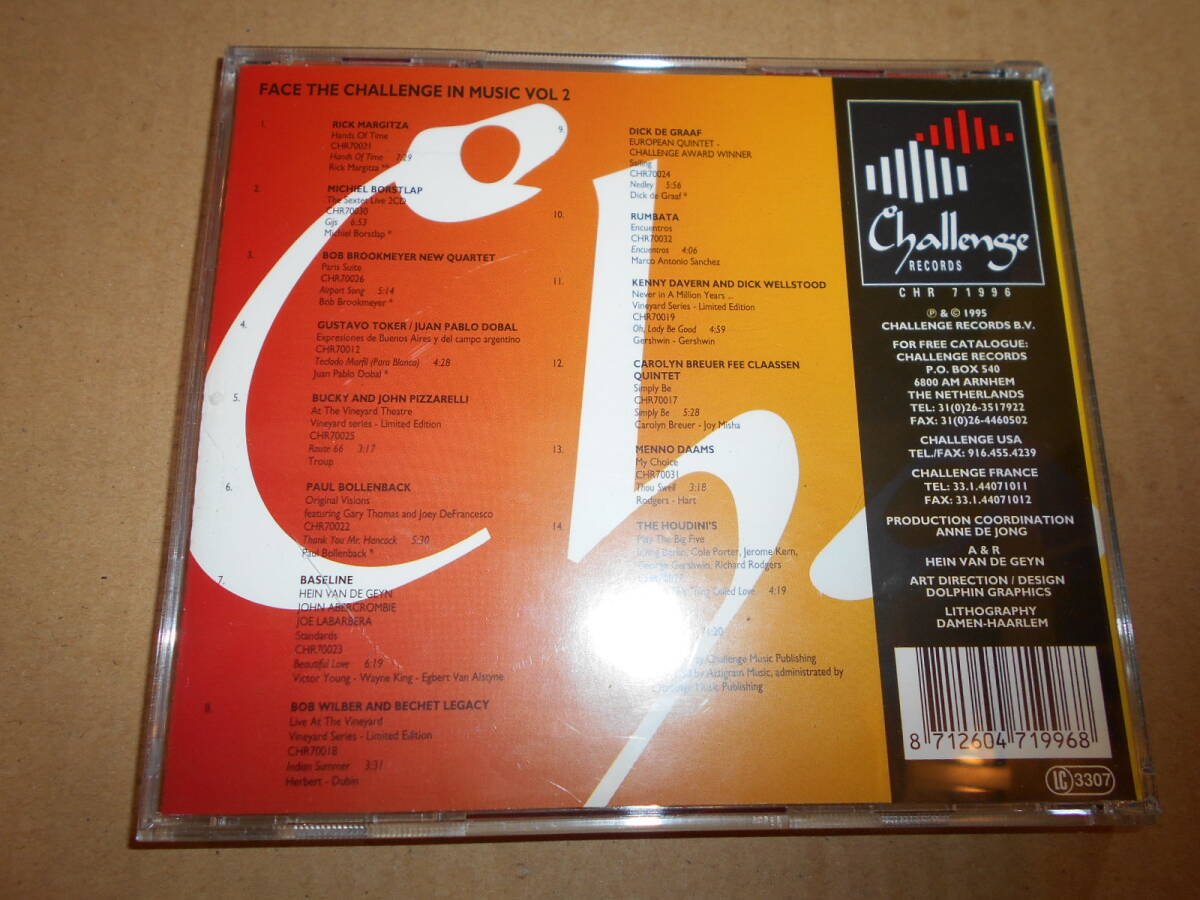 FACE THE CHALLENGE IN MUSIC VOL 2
1.
RICK MARGITZA
Hands Of Time
CHR70021
Hands Of Time 7:29
Rick Margitza **
2.
MICHIEL BORSTLAP
The Sextet Live 2CD
CHR70030
Gijs 6:53
Michiel Borstlap *
3.
BOB BROOKMEYER NEW QUARTET
Paris Suite
CHR70026
Airport Song 5:14
Bob Brookmeyer *
4.
GUSTAVO TOKER / JUAN PABLO DOBAL
Expresiones de Buenos Aires y del campo argentino
CHR70012
Teclado Marfil (Para Blanca) 4:28
Juan Pablo Dobal *
5.
BUCKY AND JOHN PIZZARELLI
At The Vineyard Theatre
Vineyard series - Limited Edition
CHR70025
Route 66 3:17
Troup
6.
PAUL BOLLENBACK
Original Visions
featuring Gary Thomas and Joey DeFrancesco
CHR70022
Thank You Mr. Hancock 5:30
Paul Bollenback *
7.
BASELINE
HEIN VAN DE GEYN
JOHN ABERCROMBIE
JOE LABARBERA
Standards
CHR70023
Beautiful Love 6:19
Victor Young - Wayne King - Egbert Van Alstyne
8.
BOB WILBER AND BECHET LEGACY
Live At The Vineyard
Vineyard Series - Limited Edition
CHR70018
Indian Summer 3:31
Herbert - Dubin
9.
DICK DE GRAAF
EUROPEAN QUINTET -
CHALLENGE AWARD WINNER
Sailing
CHR70024
Nedley 5:56
Dick de Graaf *
10.
RUMBATA
Encuentros
CHR70032
Encuentros 4:06
Marco Antonio Sanchez
11.
KENNY DAVERN AND DICK WELLSTOOD
Never in A Million Years ...
Vineyard Series - Limited Edition
CHR70019
Oh, Lady Be Good 4:59
Gershwin - Gershwin
12.
CAROLYN BREUER FEE CLAASSEN
QUINTET
Simply Be
CHR70017
Simply Be 5:28
Carolyn Breuer - Joy Misha
13.
MENNO DAAMS
My Choice
CHR70031
Thou Swell 3:18
Rodgers - Hart
14.
THE HOUDINI'S
Play The Big Five
Irving Berlin, Cole Porter, Jerome Kern,
George Gershwin, Richard Rodgers
Thing Called Love 4:19
by Challenge Music Publishing
by Actigrain Music, administrated by
Music Publishing
Challenge
RECORDS
CHR 71996
℗ & © 1995
CHALLENGE RECORDS B.V.
FOR FREE CATALOGUE:
CHALLENGE RECORDS
P.O. BOX 540
6800 AM ARNHEM
THE NETHERLANDS
TEL: 31(0)26-3517922
FAX: 31(0)26-4460502
CHALLENGE USA
TEL./FAX: 916.455.4239
CHALLENGE FRANCE
TEL: 33.1.44071011
FAX: 33.1.44071012
PRODUCTION COORDINATION
ANNE DE JONG
A & R
HEIN VAN DE GEYN
ART DIRECTION / DESIGN
DOLPHIN GRAPHICS
LITHOGRAPHY
DAMEN-HAARLEM
8 712604 719968
LC 3307
Ch